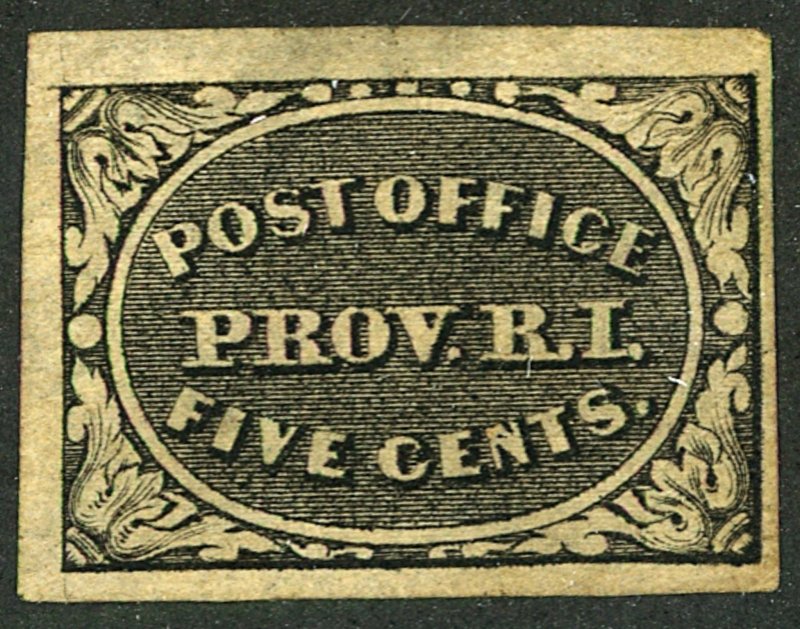 POST OFFICE
PROV. R.I.
FIVE CENTS.